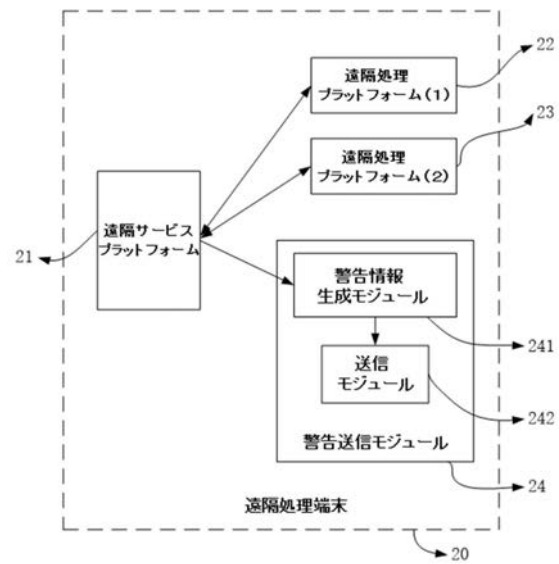 22
遠隔処理
プラットフォーム(1)
23
遠隔処理
プラットフォーム(2)
遠隔サービス
プラットフォーム
21
警告情報
生成モジュール
241
送信
モジュール
242
警告送信モジュール
24
遠隔処理端末
20